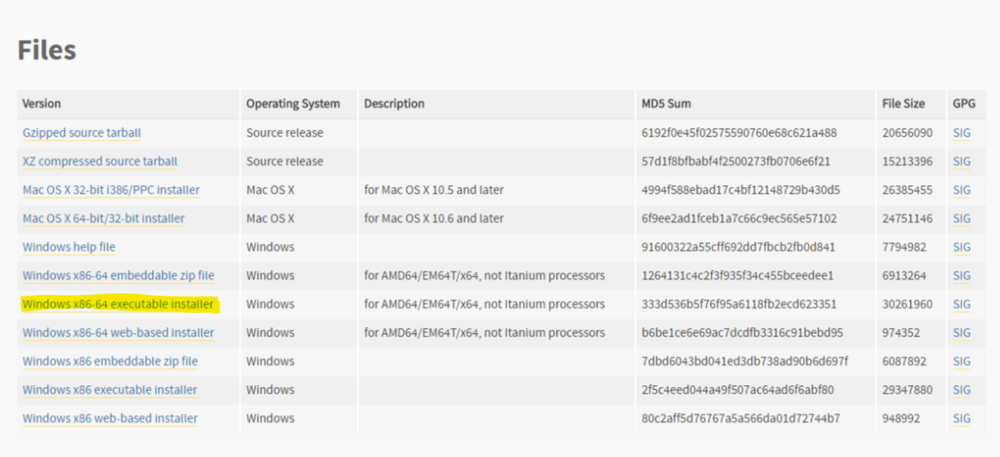 Files
Version Operating System Description MD5 Sum File Size GPG
Gzipped source tarball Source release 6192f0e45f02575590760e68c621a488 20656090 SIG
XZ compressed source tarball Source release 57d1f8bfbabf4f2500273fb0706e6f21 15213396 SIG
Mac OS X 32-bit i386/PPC installer Mac OS X for Mac OS X 10.5 and later 4994f588ebad17c4bf12148729b430d5 26385455 SIG
Mac OS X 64-bit/32-bit installer Mac OS X for Mac OS X 10.6 and later 6f9ee2ad1fceb1a7c66c9ec565e57102 24751146 SIG
Windows help file Windows 91600322a55cff692dd7fbcb2fb0d841 7794982 SIG
Windows x86-64 embeddable zip file Windows for AMD64/EM64T/x64, not Itanium processors 1264131c4c2f3f935f34c455bceedee1 6913264 SIG
Windows x86-64 executable installer Windows for AMD64/EM64T/x64, not Itanium processors 333d536b5f76f95a6118fb2ecd623351 30261960 SIG
Windows x86-64 web-based installer Windows for AMD64/EM64T/x64, not Itanium processors b6be1ce6e69ac7dcdfb3316c91bebd95 974352 SIG
Windows x86 embeddable zip file Windows 7dbd6043bd041ed3db738ad90b6d697f 6087892 SIG
Windows x86 executable installer Windows 2f5c4eed044a49f507ac64ad6f6abf80 29347880 SIG
Windows x86 web-based installer Windows 80c2aff5d76767a5a566da01d72744b7 948992 SIG